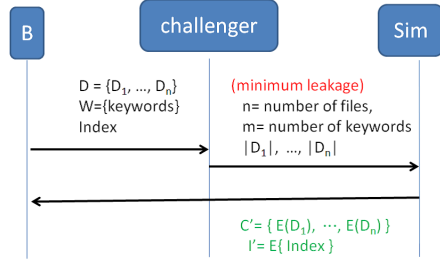 B
challenger
Sim
D = {D₁, …, Dₙ}
W={keywords}
Index
(minimum leakage)
n= number of files,
m= number of keywords
|D₁|, …, |Dₙ|
C’= { E(D₁), ⋯, E(Dₙ) }
I’= E{ Index }